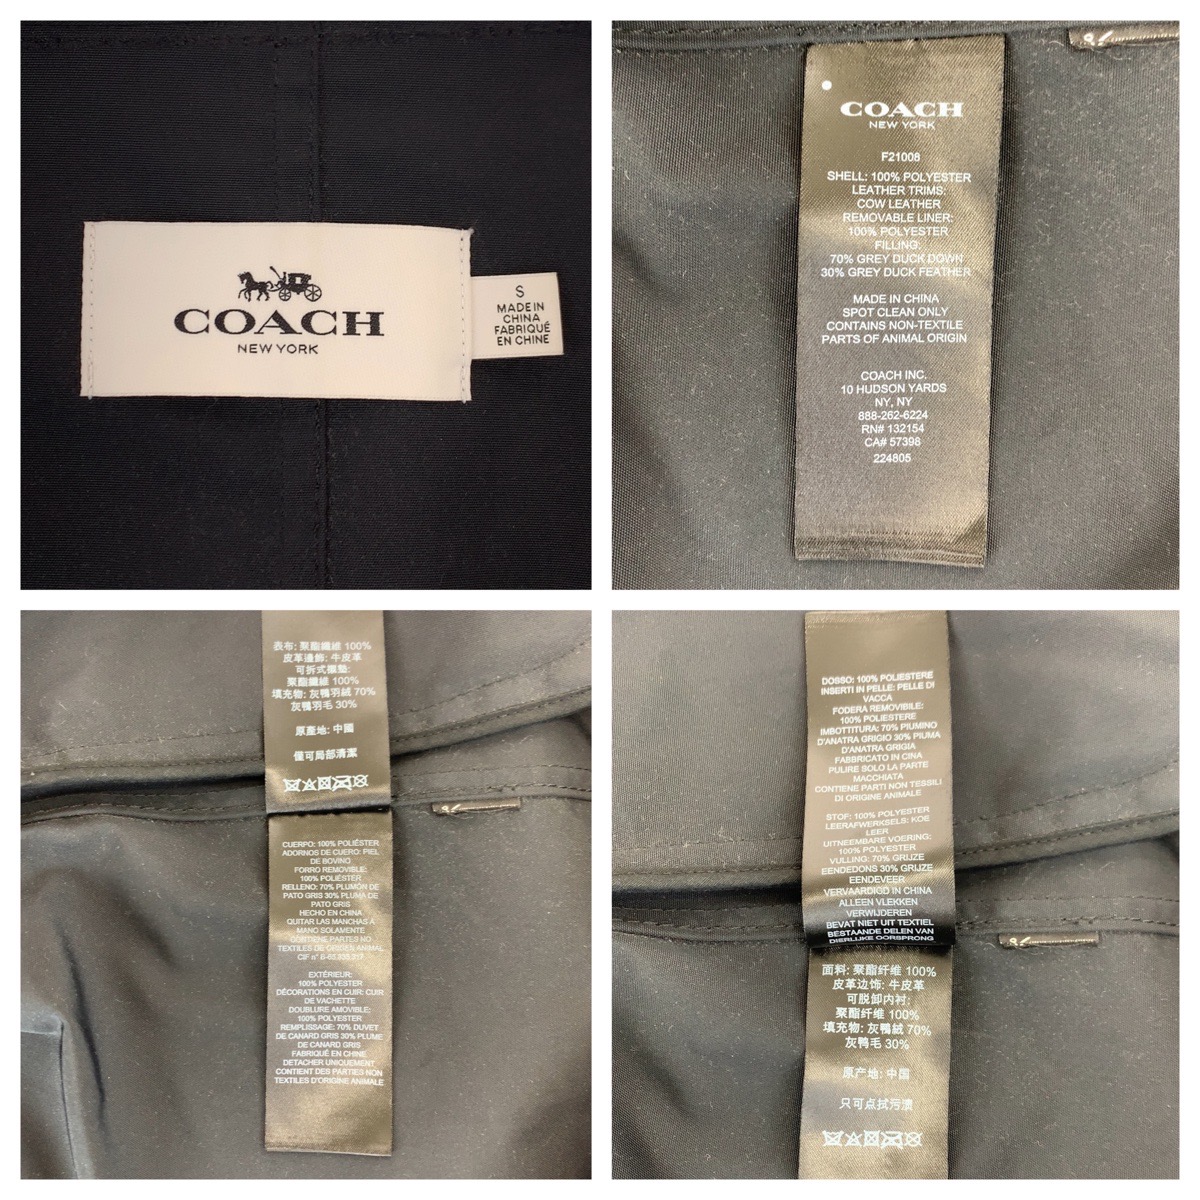 COACH
NEW YORK
S
MADE IN
CHINA
FABRIQUÉ
EN CHINE
COACH
NEW YORK
F21008
SHELL: 100% POLYESTER
LEATHER TRIMS:
COW LEATHER
REMOVABLE LINER:
100% POLYESTER
FILLING:
70% GREY DUCK DOWN
30% GREY DUCK FEATHER
MADE IN CHINA
SPOT CLEAN ONLY
CONTAINS NON-TEXTILE
PARTS OF ANIMAL ORIGIN
COACH INC.
10 HUDSON YARDS
NY, NY
888-262-6224
RN# 132154
CA# 57398
224805
表布: 聚酯纖維 100%
皮革邊飾: 牛皮革
可拆式襯墊:
聚酯纖維 100%
填充物: 灰鴨羽絨 70%
灰鴨羽毛 30%
原產地: 中國
僅可局部清潔
CUERPO: 100% POLIÉSTER
ADORNOS DE CUERO: PIEL
DE BOVINO
FORRO REMOVIBLE:
100% POLIÉSTER
RELLENO: 70% PLUMÓN DE
PATO GRIS 30% PLUMA DE
PATO GRIS
HECHO EN CHINA
QUITAR LAS MANCHAS A
MANO SOLAMENTE
CONTIENE PARTES NO
TEXTILES DE ORIGEN ANIMAL
CIF n° B-65.935.217
EXTÉRIEUR:
100% POLYESTER
DÉCORATIONS EN CUIR: CUIR
DE VACHETTE
DOUBLURE AMOVIBLE:
100% POLYESTER
REMPLISSAGE: 70% DUVET
DE CANARD GRIS 30% PLUME
DE CANARD GRIS
FABRIQUÉ EN CHINE
DETACHER UNIQUEMENT
CONTIENT DES PARTIES NON
TEXTILES D'ORIGINE ANIMALE
DOSSO: 100% POLIESTERE
INSERTI IN PELLE: PELLE DI
VACCA
FODERA REMOVIBILE:
100% POLIESTERE
IMBOTTITURA: 70% PIUMINO
D'ANATRA GRIGIO 30% PIUMA
D'ANATRA GRIGIA
FABBRICATO IN CINA
PULIRE SOLO LA PARTE
MACCHIATA
CONTIENE PARTI NON TESSILI
DI ORIGINE ANIMALE
STOF: 100% POLYESTER
LEERAFWERKSELS: KOE
LEER
UITNEEMBARE VOERING:
100% POLYESTER
VULLING: 70% GRIJZE
EENDEDONS 30% GRIJZE
EENDEVEER
VERVAARDIGD IN CHINA
ALLEEN VLEKKEN
VERWIJDEREN
BEVAT NIET UIT TEXTIEL
BESTAANDE DELEN VAN
DIERLIJKE OORSPRONG
面料: 聚酯纤维 100%
皮革边饰: 牛皮革
可脱卸内衬:
聚酯纤维 100%
填充物: 灰鸭绒 70%
灰鸭毛 30%
原产地: 中国
只可点拭污渍